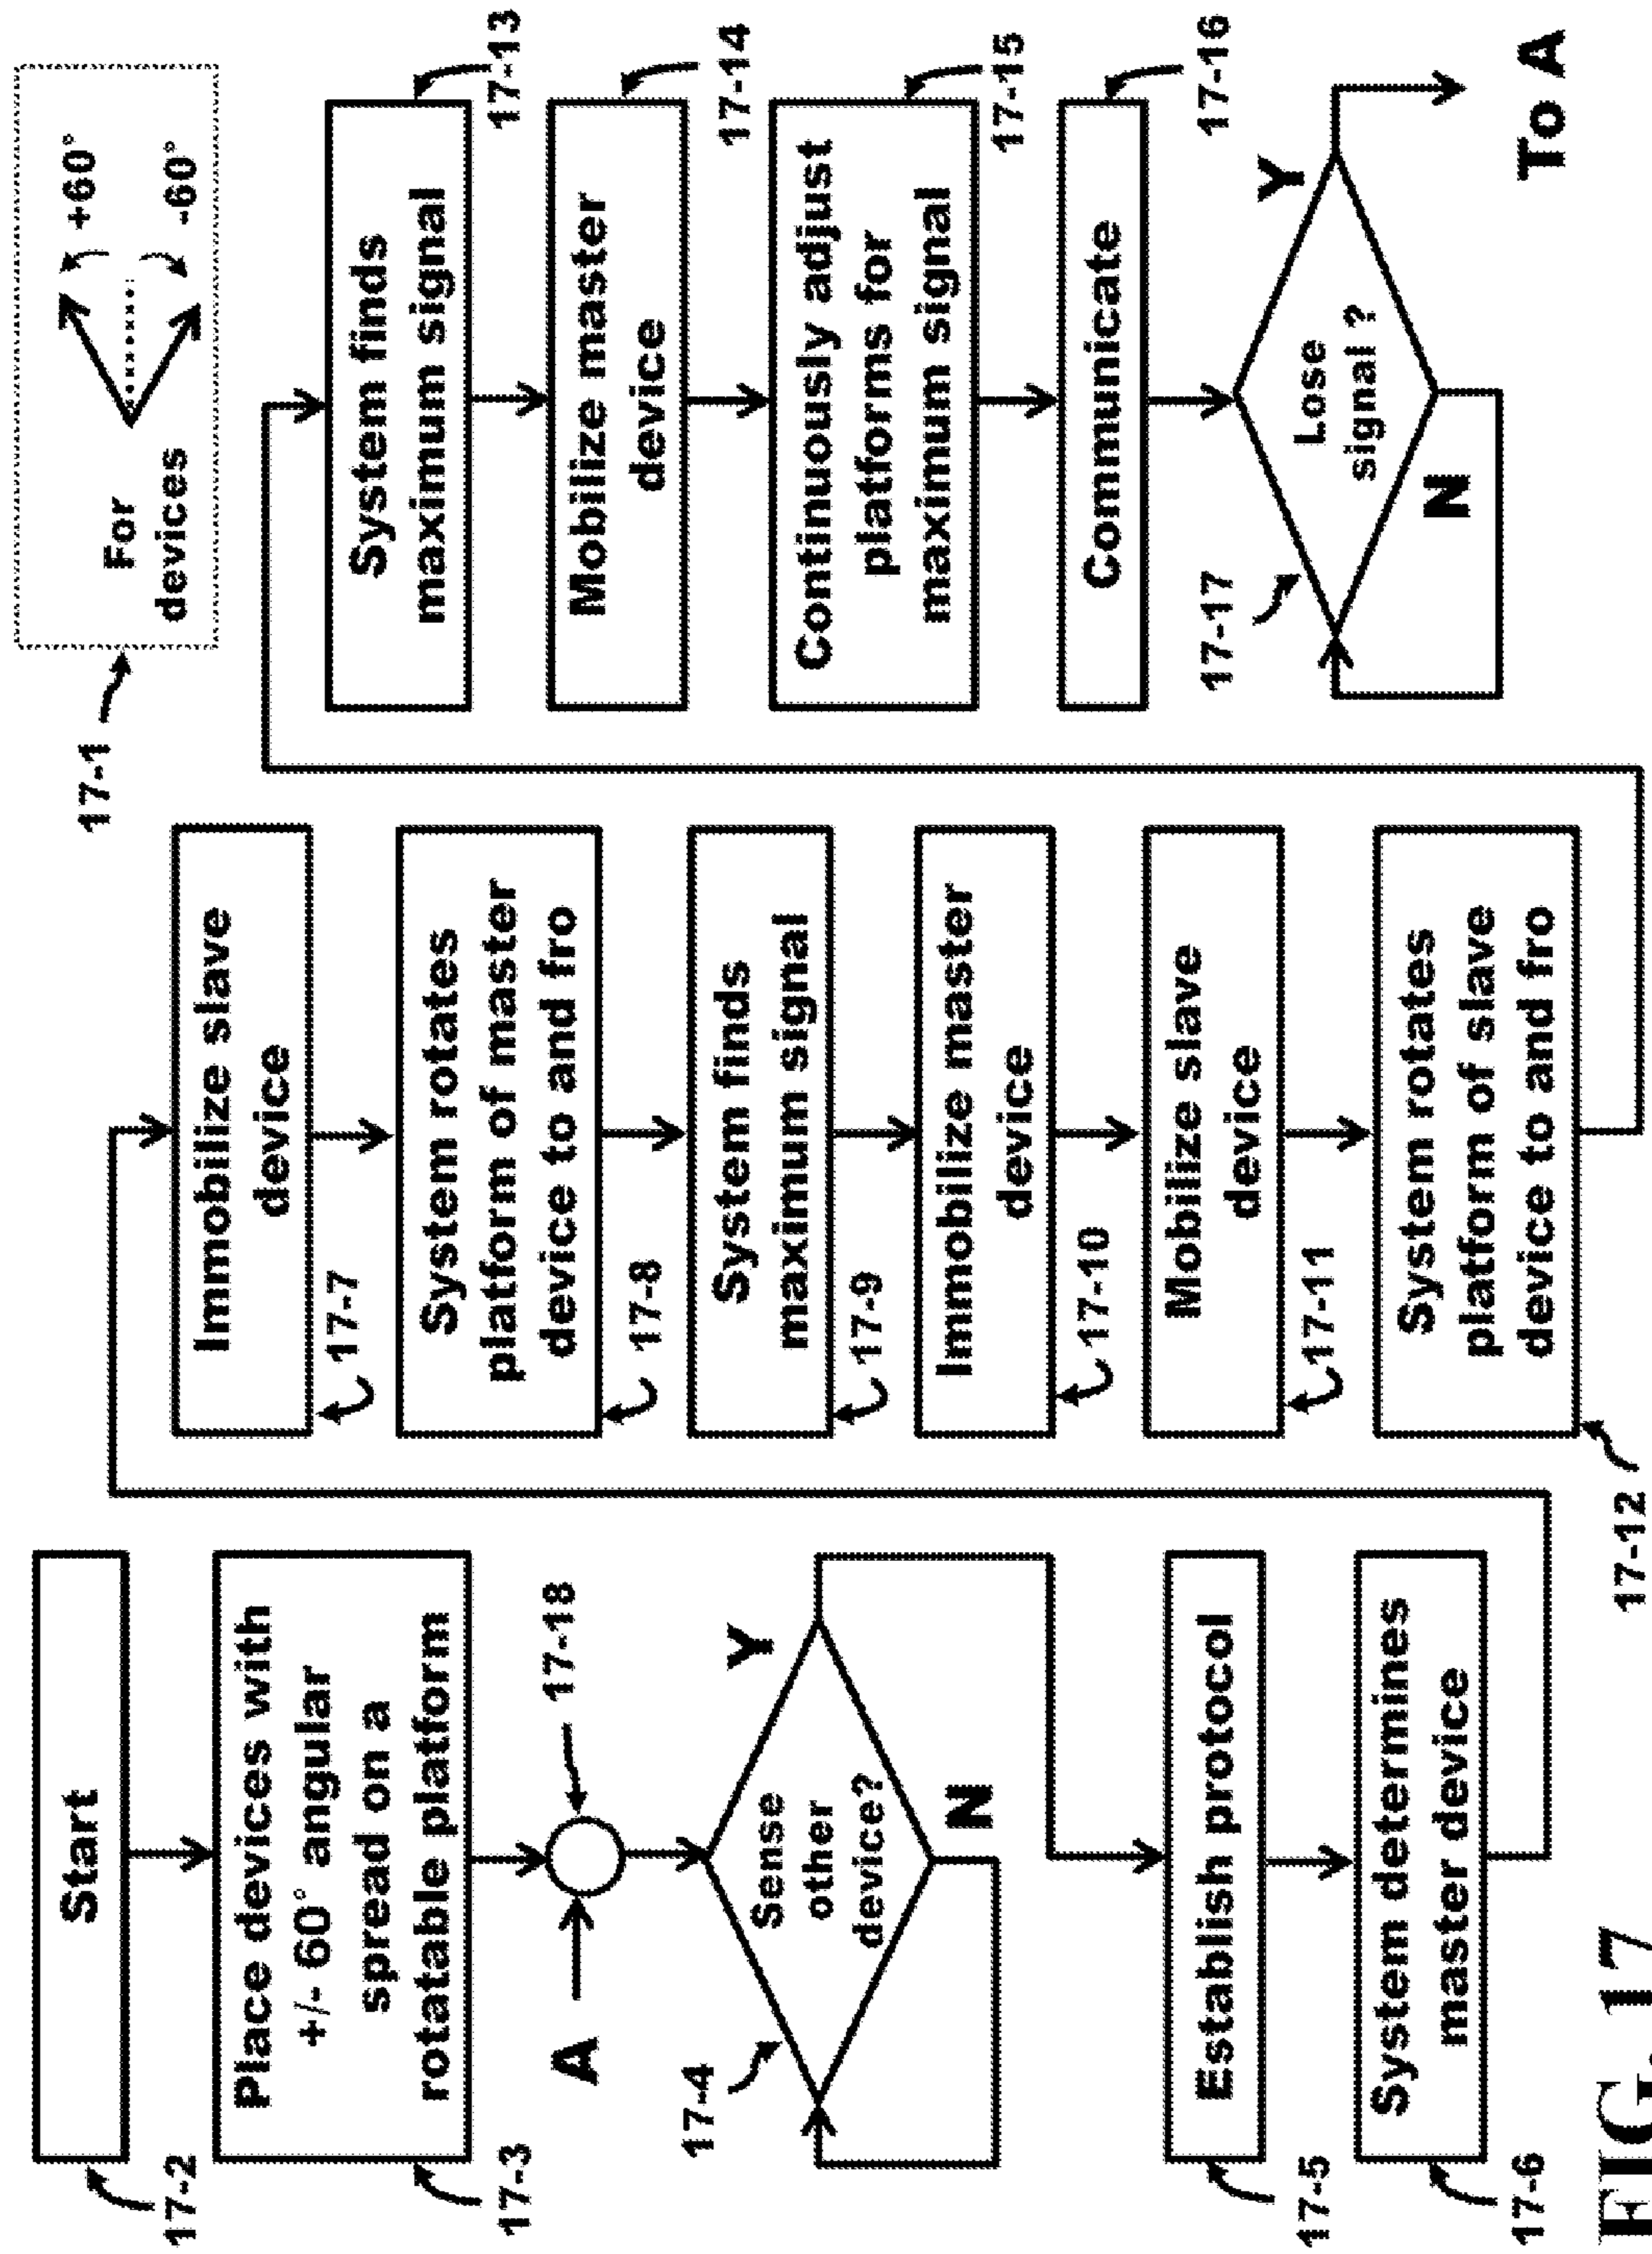 17-2
Start
17-3
Place devices with
+/- 60° angular
spread on a
rotatable platform
A
17-18
17-4
Sense
other
device?
Y
N
17-5
Establish protocol
17-6
System determines
master device
Immobilize slave
device
17-7
System rotates
platform of master
device to and fro
17-8
System finds
maximum signal
17-9
Immobilize master
device
17-10
Mobilize slave
device
17-11
System rotates
platform of slave
device to and fro
17-12
17-1
For
devices
+60°
-60°
System finds
maximum signal
17-13
Mobilize master
device
17-14
Continuously adjust
platforms for
maximum signal
17-15
Communicate
17-16
17-17
Lose
signal ?
Y
N
To A
FIG. 17